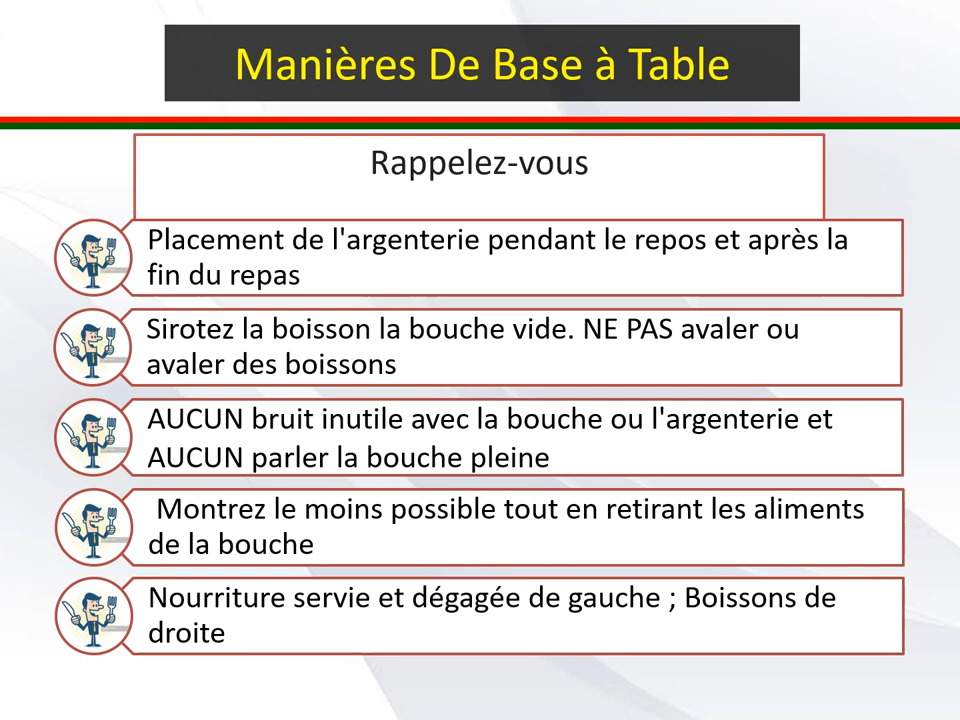 Manières De Base à Table
Rappelez-vous
Placement de l'argenterie pendant le repos et après la
fin du repas
Sirotez la boisson la bouche vide. NE PAS avaler ou
avaler des boissons
AUCUN bruit inutile avec la bouche ou l'argenterie et
AUCUN parler la bouche pleine
Montrez le moins possible tout en retirant les aliments
de la bouche
Nourriture servie et dégagée de gauche ; Boissons de
droite